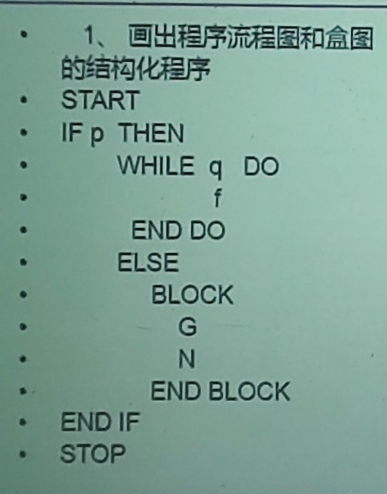 • 1、 画出程序流程图和盒图
的结构化程序
• START
• IF p THEN
• WHILE q DO
• f
• END DO
• ELSE
• BLOCK
• G
• N
• END BLOCK
• END IF
• STOP